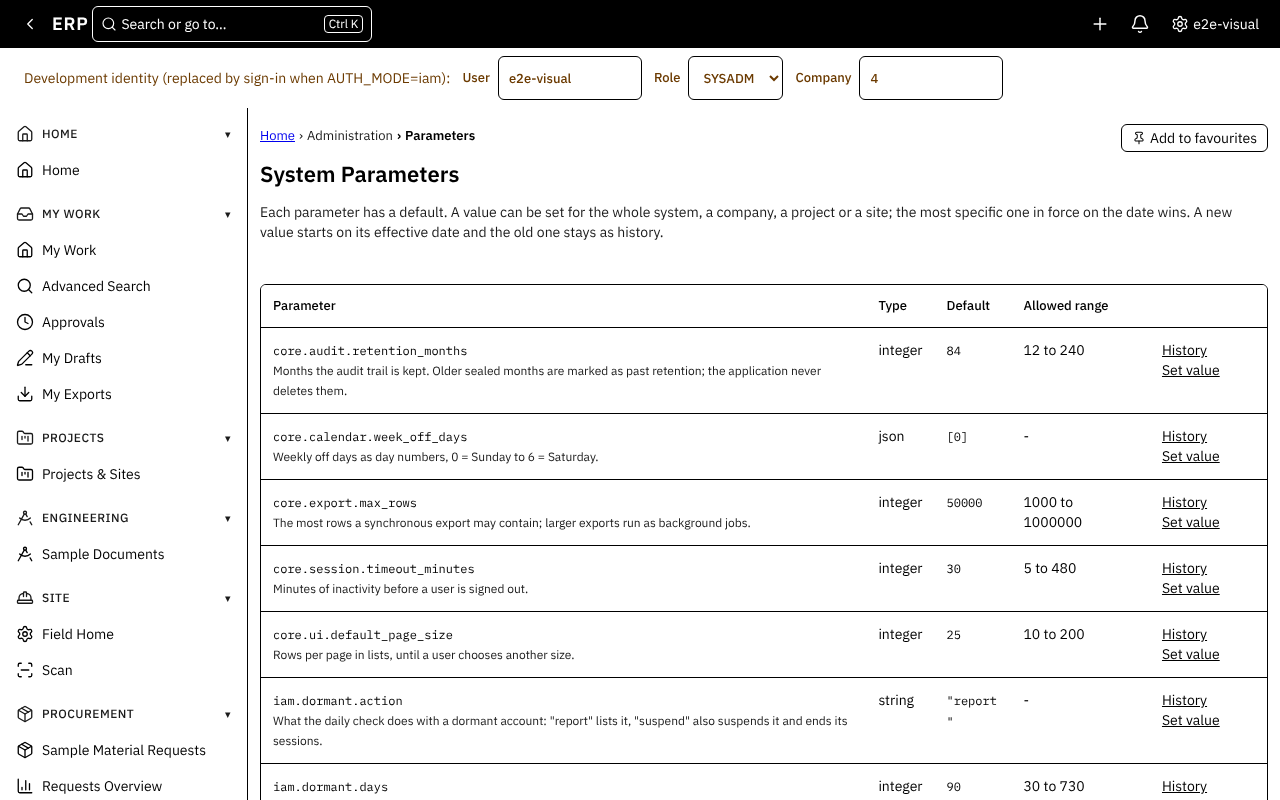 ERP
Search or go to...
Ctrl K
e2e-visual
Development identity (replaced by sign-in when AUTH_MODE=iam):
User
e2e-visual
Role
SYSADM
Company
4
HOME
Home
MY WORK
My Work
Advanced Search
Approvals
My Drafts
My Exports
PROJECTS
Projects & Sites
ENGINEERING
Sample Documents
SITE
Field Home
Scan
PROCUREMENT
Sample Material Requests
Requests Overview
Home › Administration › Parameters
Add to favourites
System Parameters
Each parameter has a default. A value can be set for the whole system, a company, a project or a site; the most specific one in force on the date wins. A new
value starts on its effective date and the old one stays as history.
Parameter Type Default Allowed range
core.audit.retention_months integer 84 12 to 240 History
Months the audit trail is kept. Older sealed months are marked as past retention; the application never Set value
deletes them.
core.calendar.week_off_days json [0] - History
Weekly off days as day numbers, 0 = Sunday to 6 = Saturday. Set value
core.export.max_rows integer 50000 1000 to History
The most rows a synchronous export may contain; larger exports run as background jobs. 1000000 Set value
core.session.timeout_minutes integer 30 5 to 480 History
Minutes of inactivity before a user is signed out. Set value
core.ui.default_page_size integer 25 10 to 200 History
Rows per page in lists, until a user chooses another size. Set value
iam.dormant.action string "report - History
What the daily check does with a dormant account: "report" lists it, "suspend" also suspends it and ends its " Set value
sessions.
iam.dormant.days integer 90 30 to 730 History